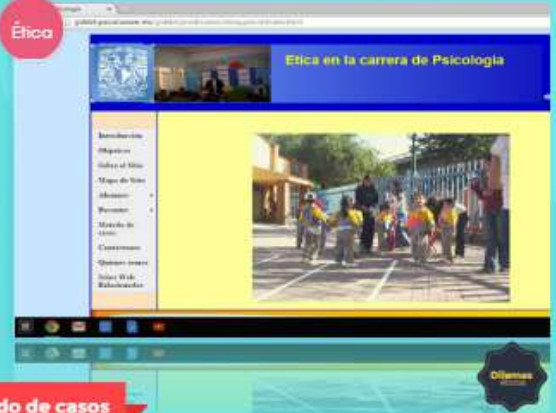 Ética
Etica en la carrera de Psicologia
Introducción
Objetivos
Sobre el Sitio
Mapa de Sitio
Alumnos
Docentes
Método de
casos
Contáctanos
Quienes somos
Sitios Web
Relacionados
Dilemas
do de casos